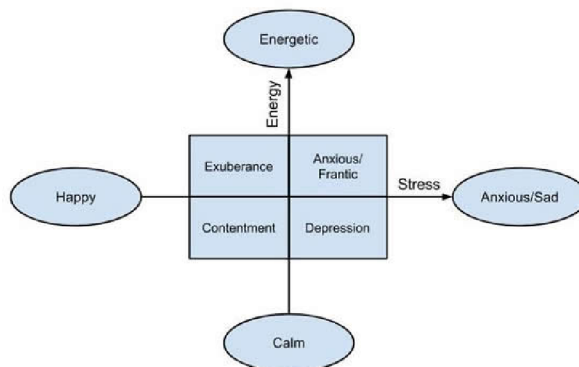 Energetic
Energy
Exuberance
Anxious/
Frantic
Happy
Stress
Anxious/Sad
Contentment
Depression
Calm